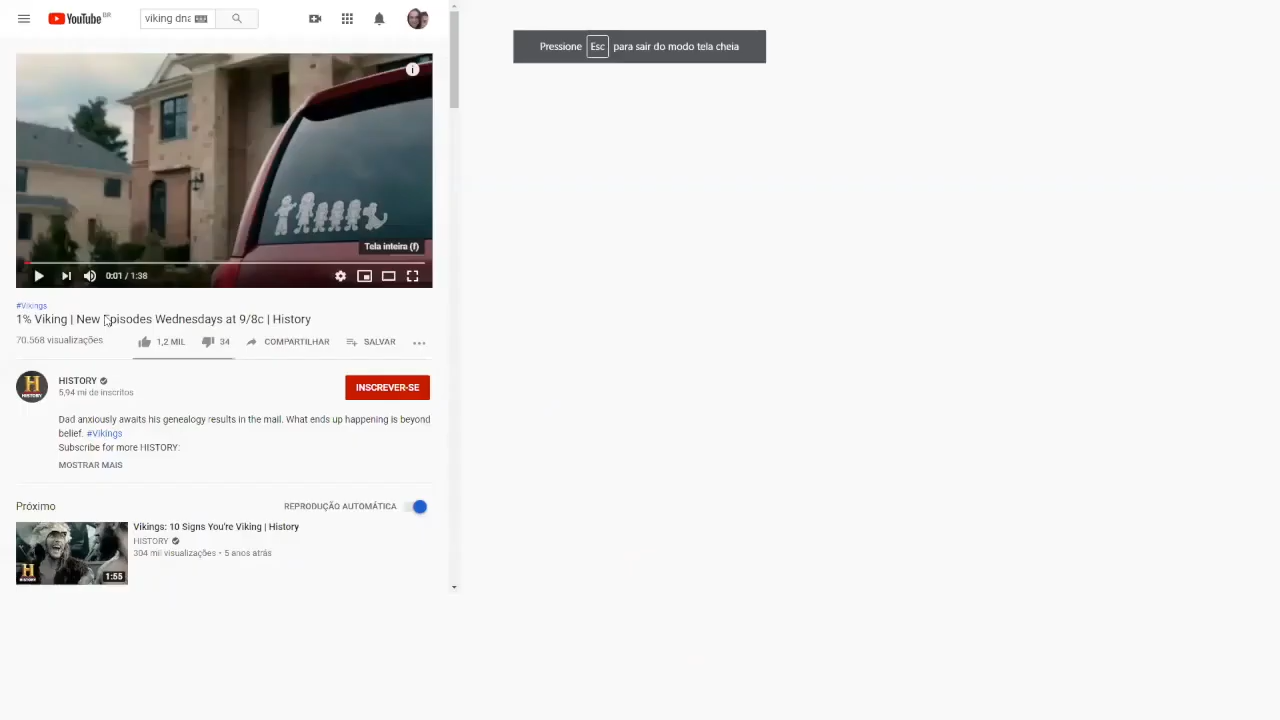 YouTube BR
viking dna
Pressione Esc para sair do modo tela cheia
i
Tela inteira (f)
0:01 / 1:38
#Vikings
1% Viking | New Episodes Wednesdays at 9/8c | History
70.568 visualizações
1,2 MIL
34
COMPARTILHAR
SALVAR
H
HISTORY
HISTORY
5,94 mi de inscritos
INSCREVER-SE
Dad anxiously awaits his genealogy results in the mail. What ends up happening is beyond
belief. #Vikings
Subscribe for more HISTORY:
MOSTRAR MAIS
Próximo
REPRODUÇÃO AUTOMÁTICA
H
HISTORY
1:55
Vikings: 10 Signs You're Viking | History
HISTORY
304 mil visualizações • 5 anos atrás